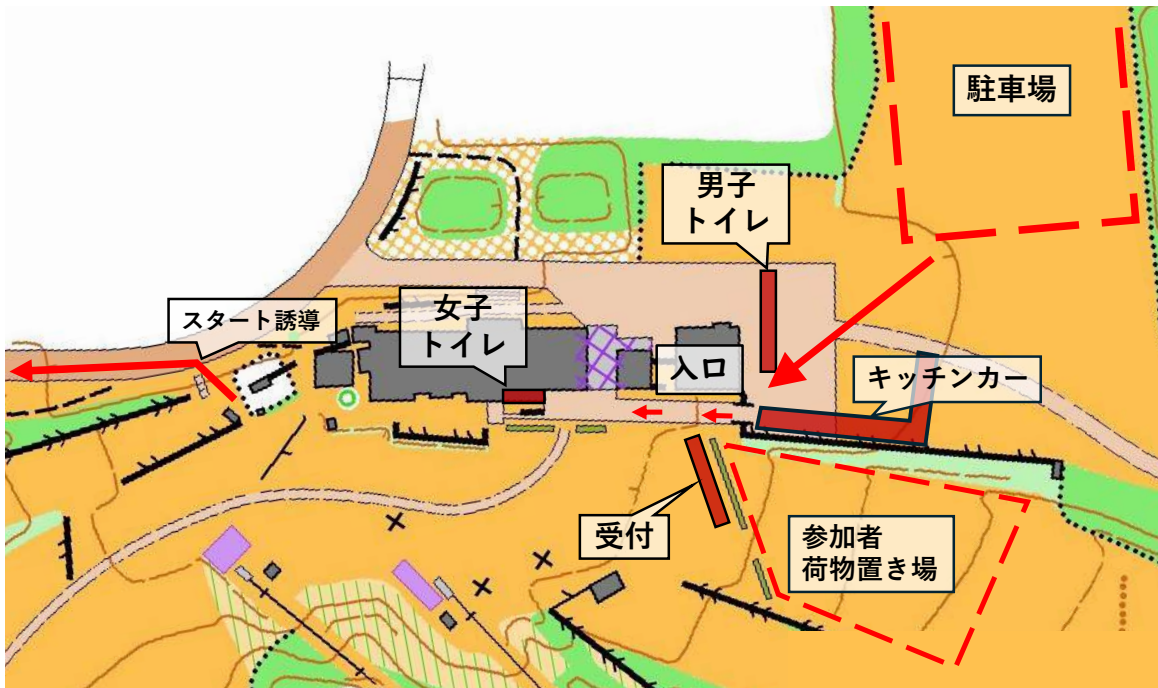 駐車場
男子
トイレ
スタート誘導
女子
トイレ
入口
キッチンカー
受付
参加者
荷物置き場